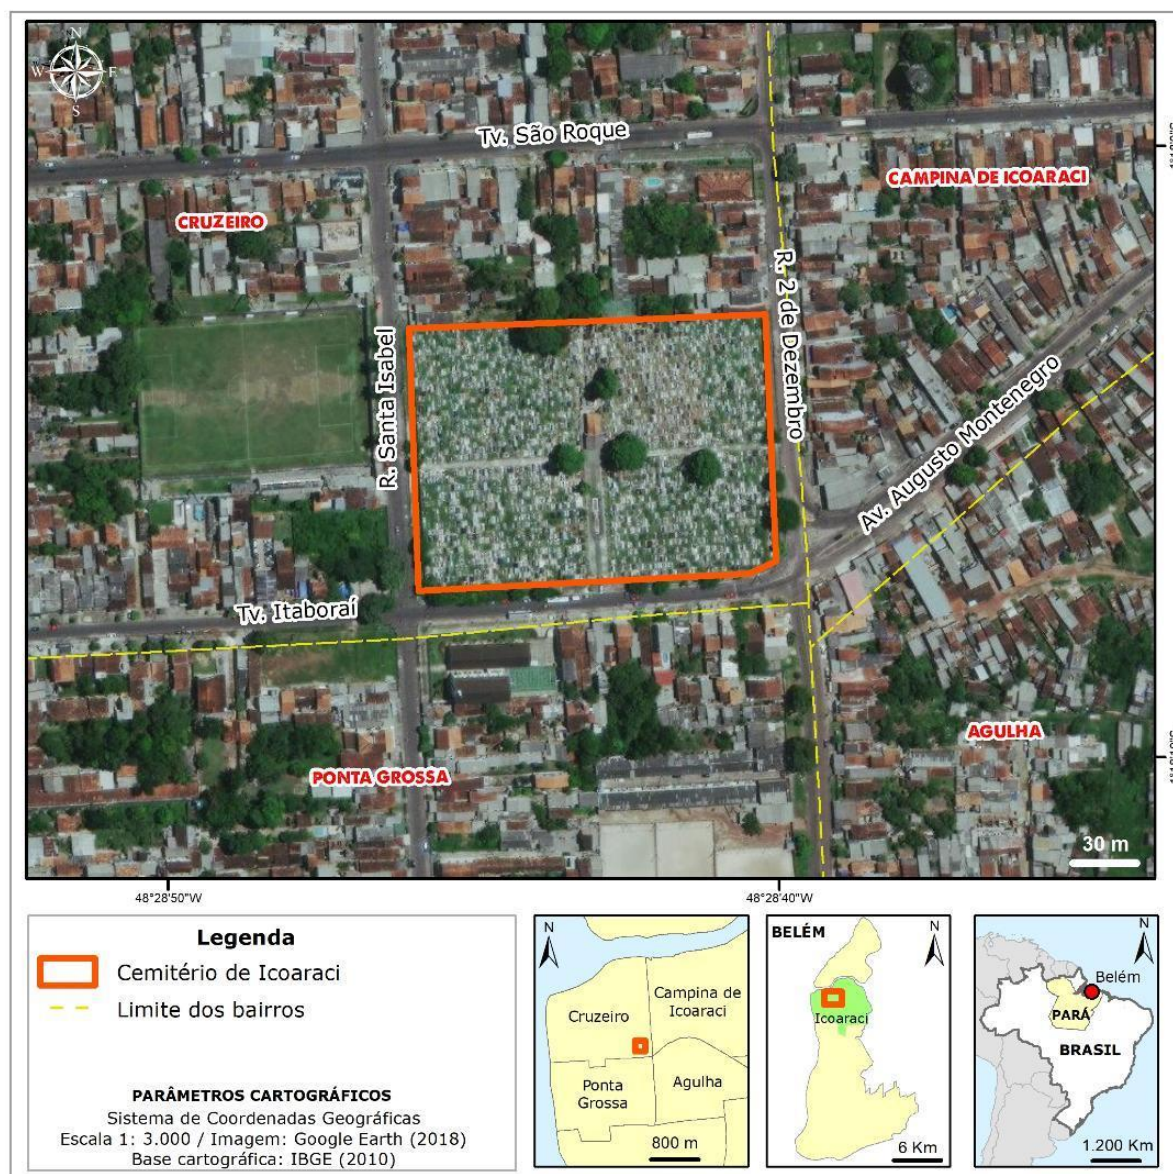 N
W
E
S
Tv. São Roque
CAMPINA DE ICOARACI
CRUZEIRO
R. 2 de Dezembro
R. Santa Isabel
Av. Augusto Montenegro
Tv. Itaboraí
AGULHA
PONTA GROSSA
30 m
48°28'50"W
48°28'40"W
Legenda
Cemitério de Icoaraci
Limite dos bairros
PARÂMETROS CARTOGRÁFICOS
Sistema de Coordenadas Geográficas
Escala 1: 3.000 / Imagem: Google Earth (2018)
Base cartográfica: IBGE (2010)
N
Campina de
Icoaraci
Cruzeiro
Ponta
Grossa
Agulha
800 m
BELÉM
N
Icoaraci
6 Km
N
Belém
PARÁ
BRASIL
1.200 Km